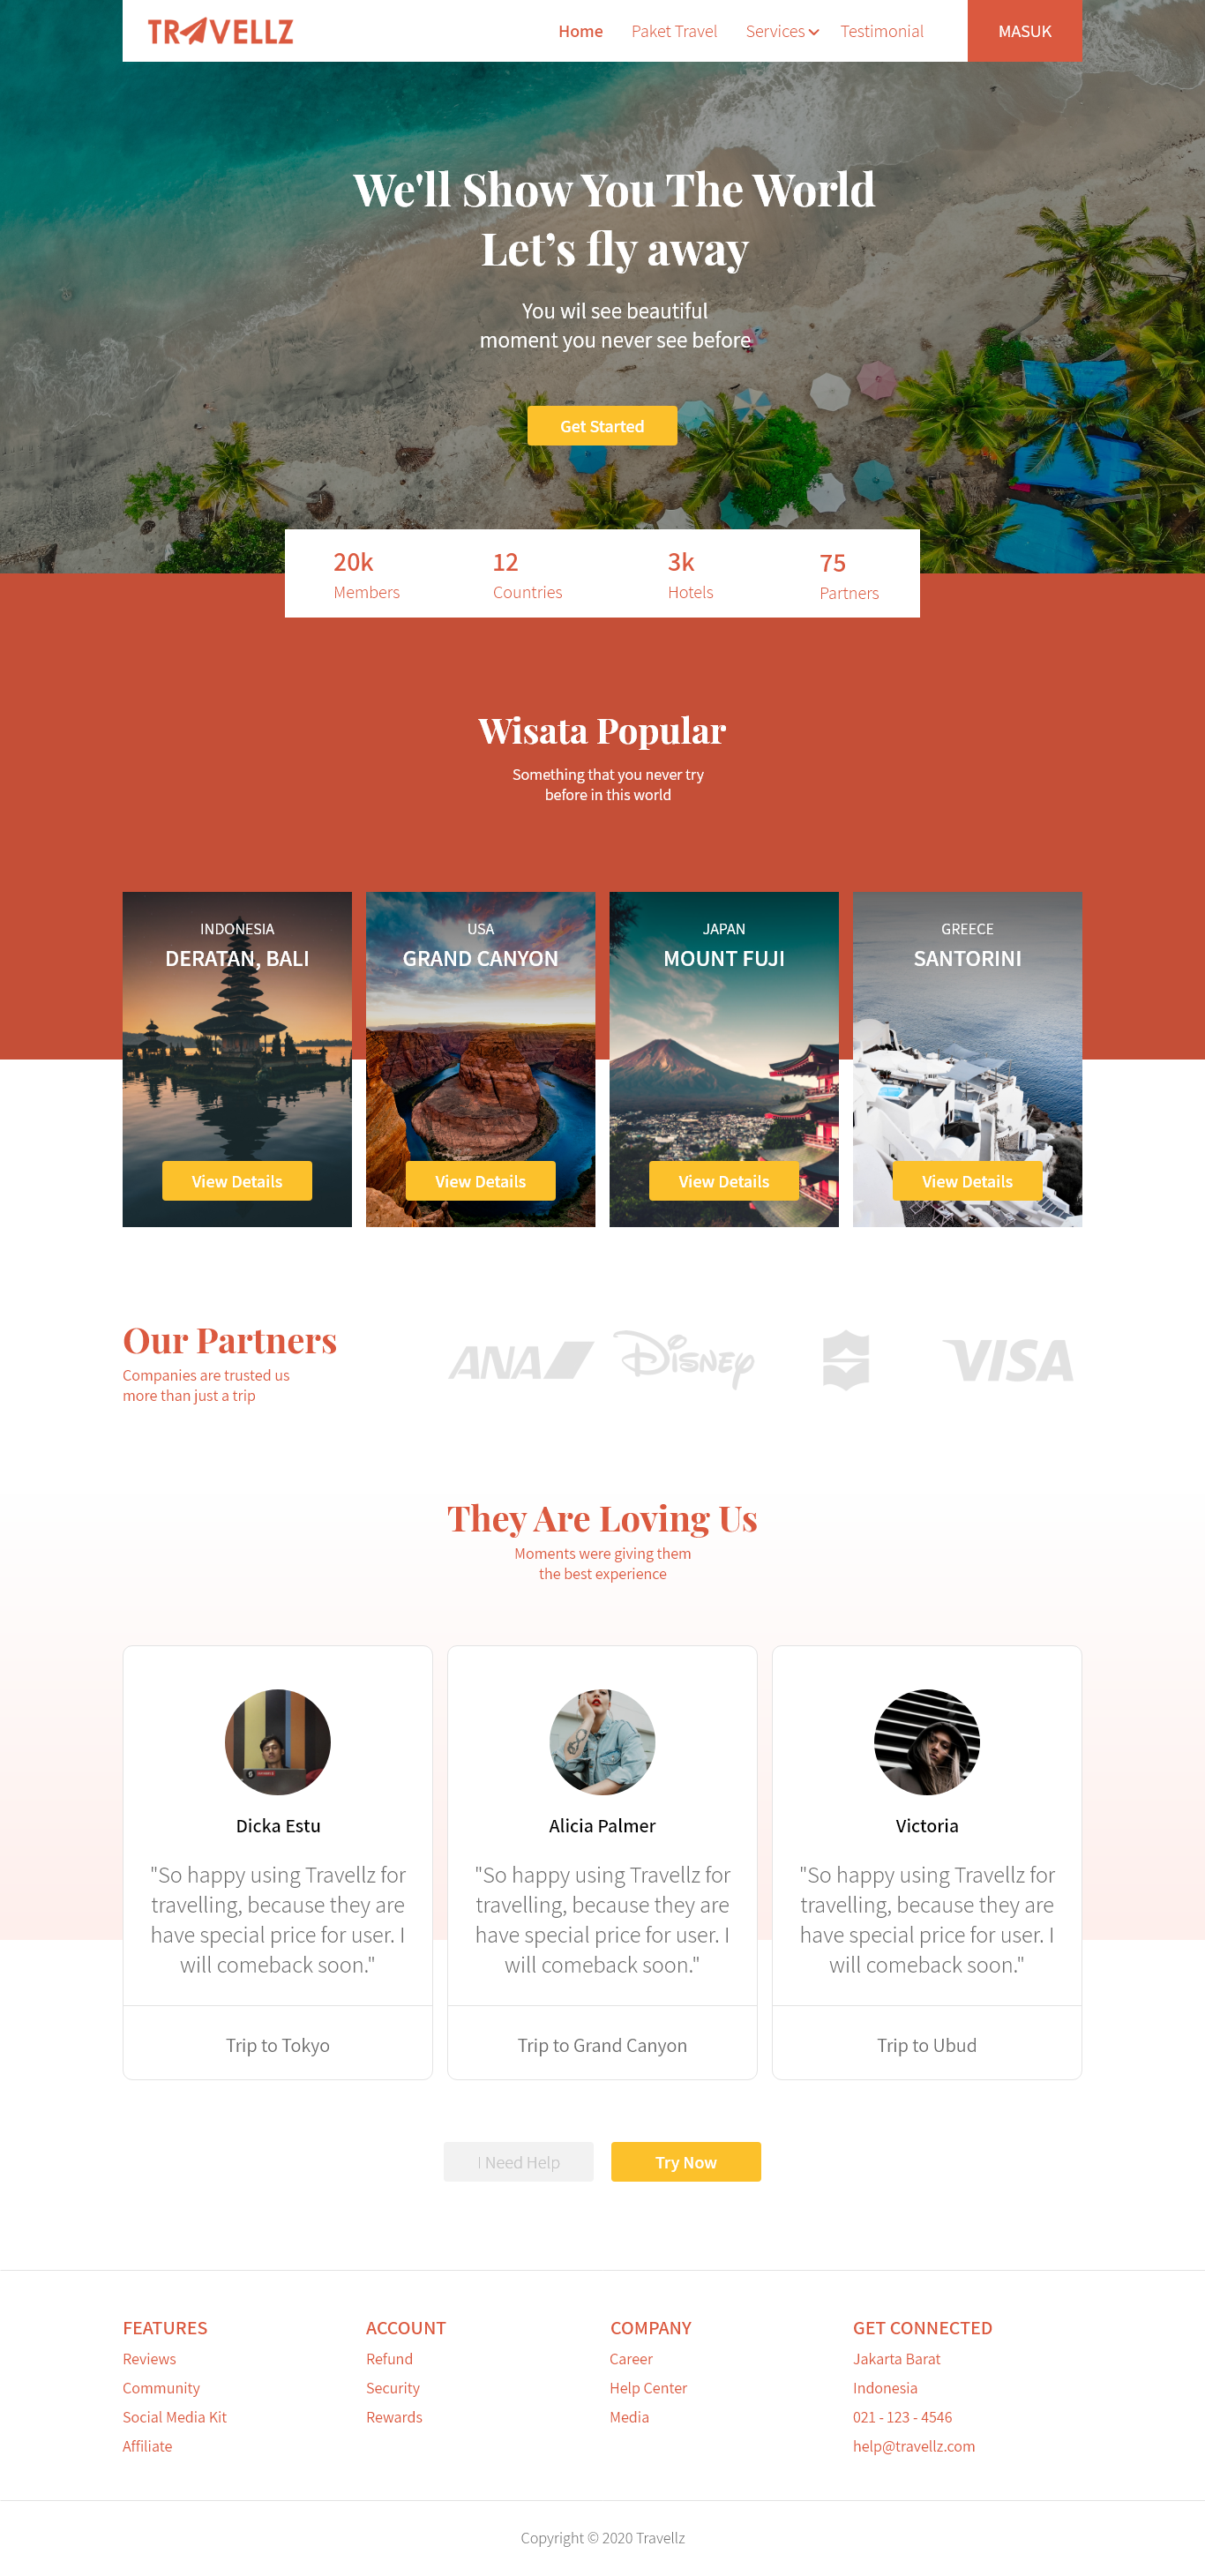 TRAVELLZ
Home Paket Travel Services Testimonial MASUK
We'll Show You The World
Let’s fly away
You wil see beautiful
moment you never see before
Get Started
20k 12 3k 75
Members Countries Hotels Partners
Wisata Popular
Something that you never try
before in this world
INDONESIA USA JAPAN GREECE
DERATAN, BALI GRAND CANYON MOUNT FUJI SANTORINI
View Details View Details View Details View Details
Our Partners
Companies are trusted us
more than just a trip
ANA Disney VISA
They Are Loving Us
Moments were giving them
the best experience
Dicka Estu
"So happy using Travellz for
travelling, because they are
have special price for user. I
will comeback soon."
Trip to Tokyo
Alicia Palmer
"So happy using Travellz for
travelling, because they are
have special price for user. I
will comeback soon."
Trip to Grand Canyon
Victoria
"So happy using Travellz for
travelling, because they are
have special price for user. I
will comeback soon."
Trip to Ubud
I Need Help Try Now
FEATURES
Reviews
Community
Social Media Kit
Affiliate
ACCOUNT
Refund
Security
Rewards
COMPANY
Career
Help Center
Media
GET CONNECTED
Jakarta Barat
Indonesia
021 - 123 - 4546
help@travellz.com
Copyright © 2020 Travellz